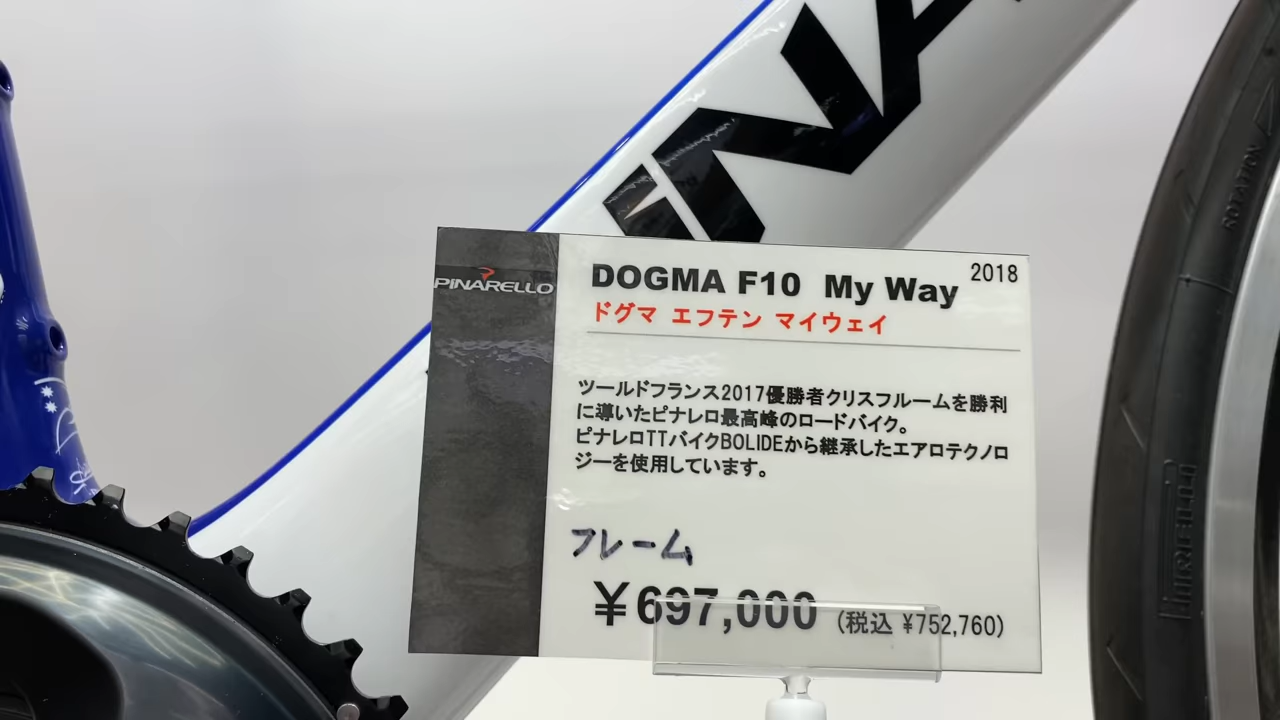 iNA
ROTATION
PIRELLI
PINARELLO
DOGMA F10 My Way
2018
ドグマ エフテン マイウェイ
ツールドフランス2017優勝者クリスフルームを勝利
に導いたピナレロ最高峰のロードバイク。
ピナレロTTバイクBOLIDEから継承したエアロテクノロ
ジーを使用しています。
フレーム
¥697,000 (税込 ¥752,760)